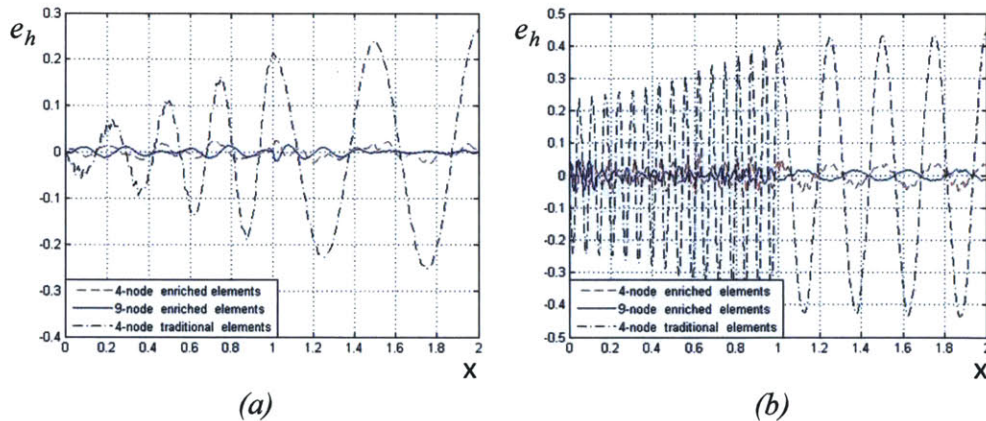 e_h
0.3
0.2
0.1
0
-0.1
-0.2
-0.3
-0.4
4-node enriched elements
9-node enriched elements
4-node traditional elements
0 0.2 0.4 0.6 0.8 1 1.2 1.4 1.6 1.8 2
X
(a)
e_h
0.5
0.4
0.3
0.2
0.1
0
-0.1
-0.2
-0.3
-0.4
-0.5
4-node enriched elements
9-node enriched elements
4-node traditional elements
0 0.2 0.4 0.6 0.8 1.0 1.2 1.4 1.6 1.8 2
X
(b)